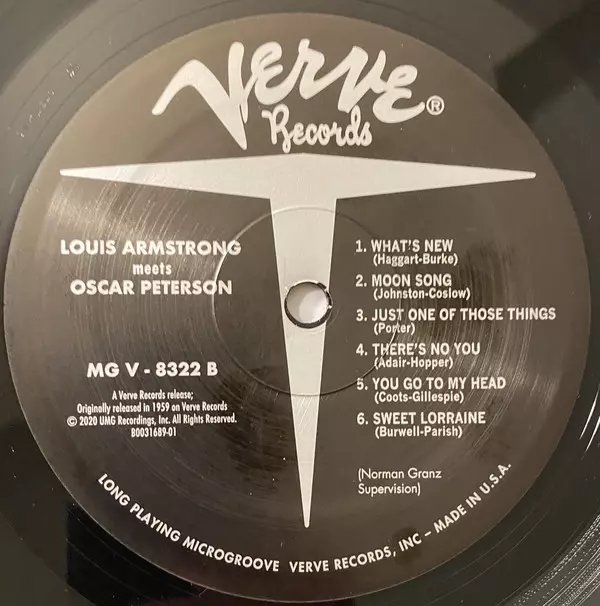 VERVE®
Records
LOUIS ARMSTRONG
meets
OSCAR PETERSON
MG V - 8322 B
A Verve Records release;
Originally released in 1959 on Verve Records
© 2020 UMG Recordings, Inc. All Rights Reserved.
B0031689-01
1. WHAT'S NEW
(Haggart-Burke)
2. MOON SONG
(Johnston-Coslow)
3. JUST ONE OF THOSE THINGS
(Porter)
4. THERE'S NO YOU
(Adair-Hopper)
5. YOU GO TO MY HEAD
(Coots-Gillespie)
6. SWEET LORRAINE
(Burwell-Parish)
(Norman Granz
Supervision)
LONG PLAYING MICROGROOVE VERVE RECORDS, INC – MADE IN U.S.A.